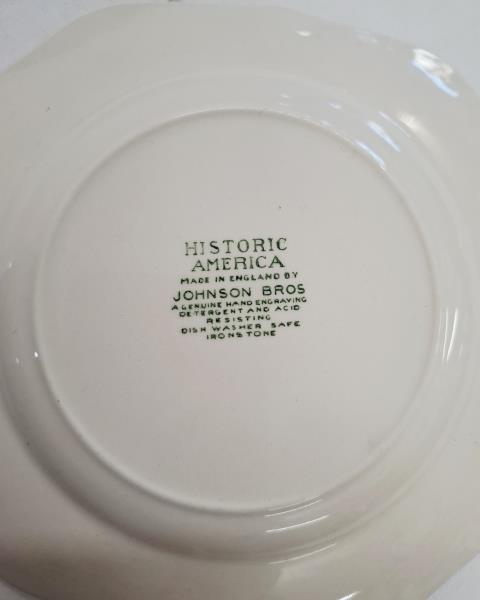 HISTORIC
AMERICA
MADE IN ENGLAND BY
JOHNSON BROS
A GENUINE HAND ENGRAVING
DETERGENT AND ACID
RESISTING
DISH WASHER SAFE
IRONSTONE